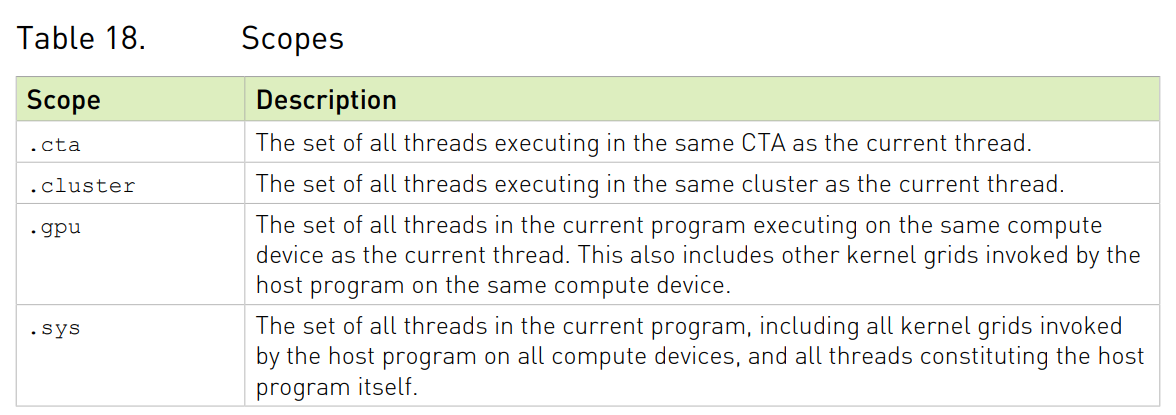 Table 18. Scopes
Scope Description
.cta The set of all threads executing in the same CTA as the current thread.
.cluster The set of all threads executing in the same cluster as the current thread.
.gpu The set of all threads in the current program executing on the same compute
device as the current thread. This also includes other kernel grids invoked by the
host program on the same compute device.
.sys The set of all threads in the current program, including all kernel grids invoked
by the host program on all compute devices, and all threads constituting the host
program itself.